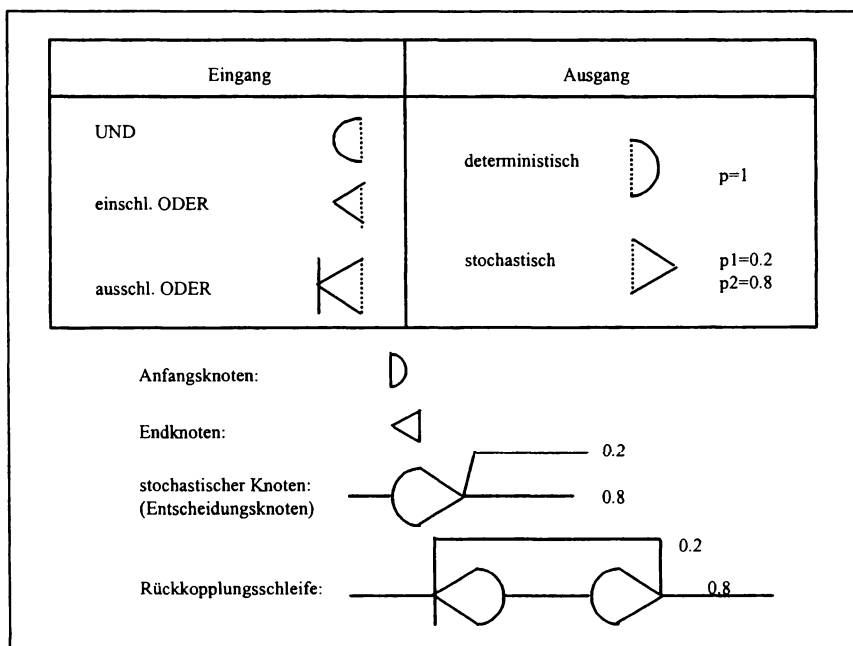 Eingang
Ausgang
UND
einschl. ODER
ausschl. ODER
deterministisch
p=1
stochastisch
p1=0.2
p2=0.8
Anfangsknoten:
Endknoten:
0.2
stochastischer Knoten:
(Entscheidungsknoten)
0.8
0.2
Rückkopplungsschleife:
0.8